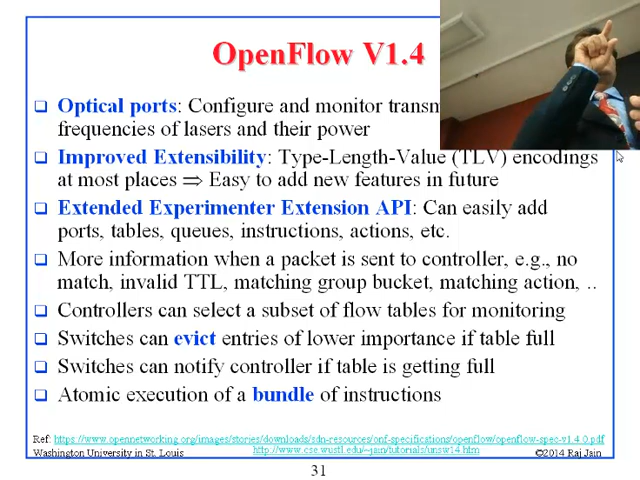 OpenFlow V1.4
❑ Optical ports: Configure and monitor
frequencies of lasers and their power
❑ Improved Extensibility: Type-Length-Value (TLV) encodings
at most places ⇒ Easy to add new features in future
❑ Extended Experimenter Extension API: Can easily add
ports, tables, queues, instructions, actions, etc.
❑ More information when a packet is sent to controller, e.g., no
match, invalid TTL, matching group bucket, matching action, ..
❑ Controllers can select a subset of flow tables for monitoring
❑ Switches can evict entries of lower importance if table full
❑ Switches can notify controller if table is getting full
❑ Atomic execution of a bundle of instructions
Ref: https://www.opennetworking.org/images/stories/downloads/sdn-resources/onf-specifications/openflow/openflow-spec-v1.4.0.pdf
Washington University in St. Louis http://www.cse.wustl.edu/~jain/tutorials/unsw14.htm ©2014 Raj Jain
31